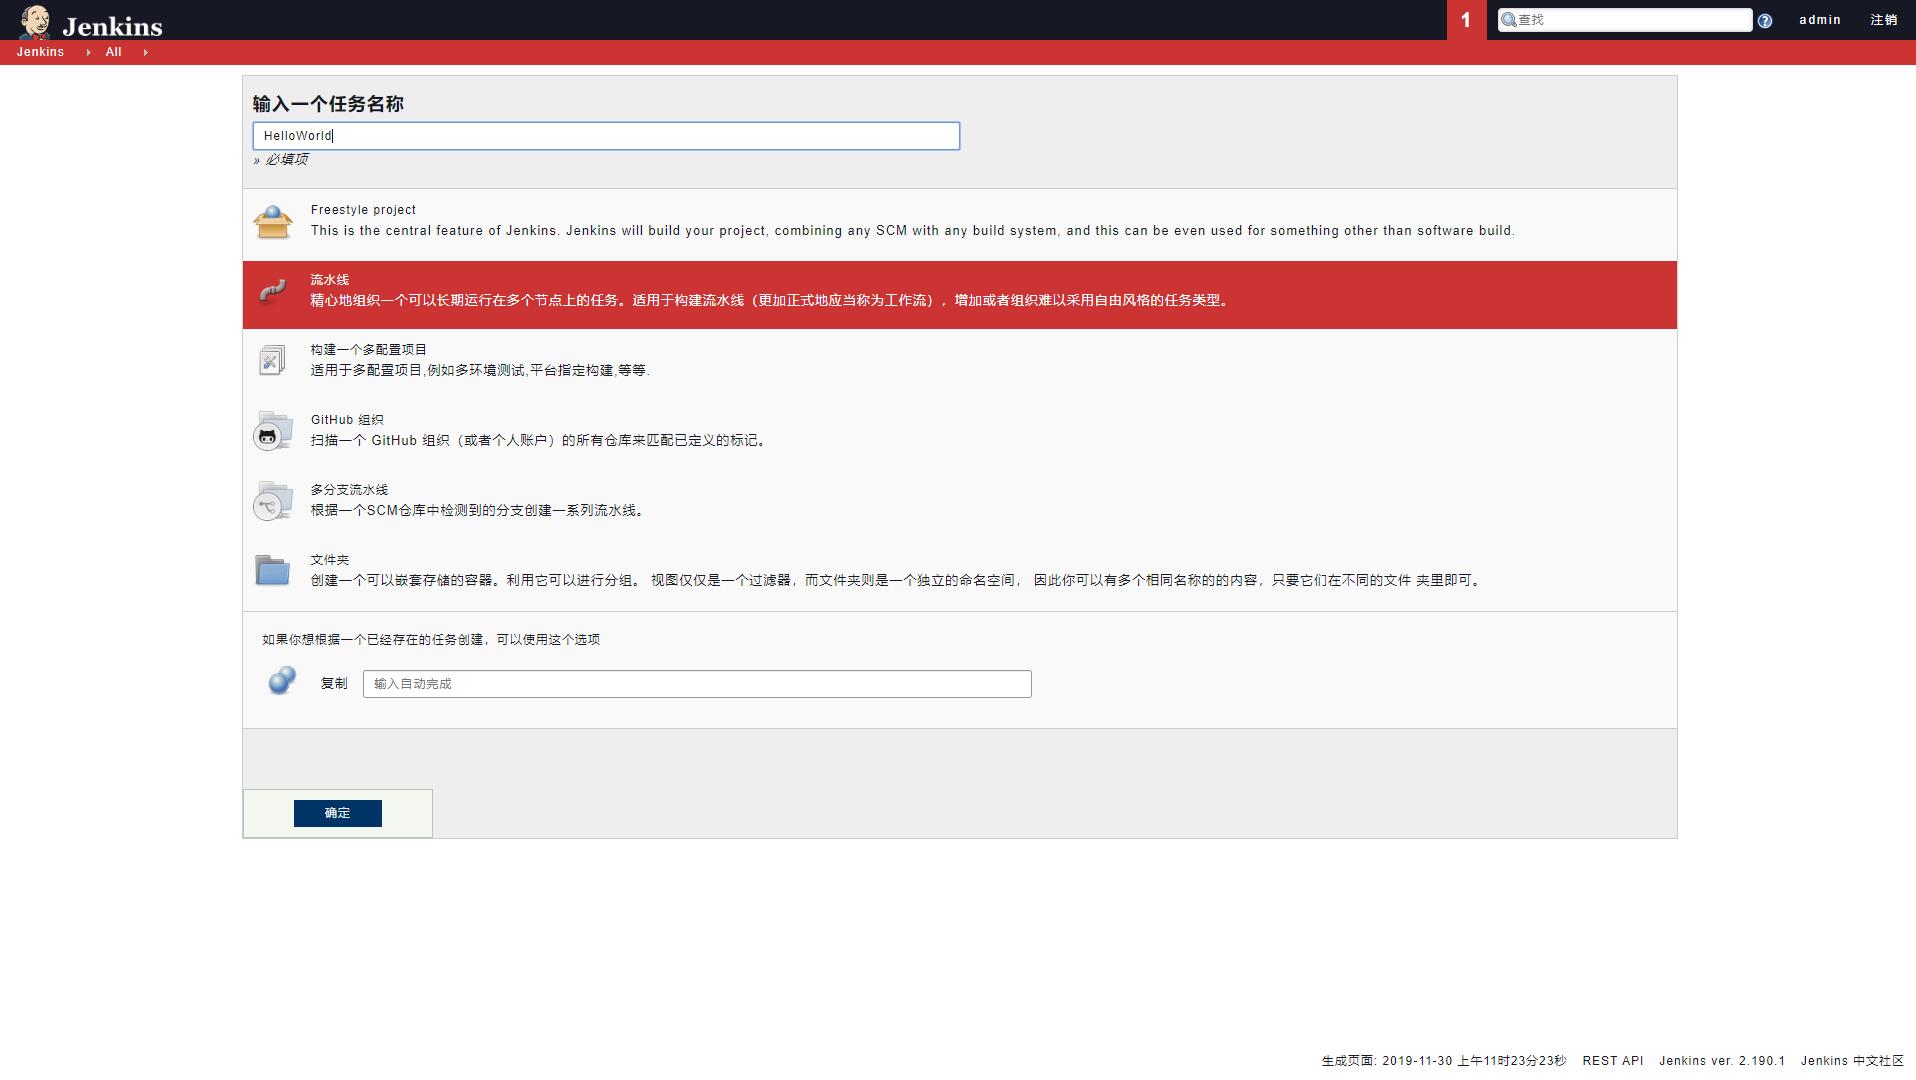 Jenkins
1
查找
admin
注销
Jenkins
All
输入一个任务名称
HelloWorld
» 必填项
Freestyle project
This is the central feature of Jenkins. Jenkins will build your project, combining any SCM with any build system, and this can be even used for something other than software build.
流水线
精心地组织一个可以长期运行在多个节点上的任务。适用于构建流水线（更加正式地应当称为工作流），增加或者组织难以采用自由风格的任务类型。
构建一个多配置项目
适用于多配置项目,例如多环境测试,平台指定构建,等等.
GitHub 组织
扫描一个 GitHub 组织（或者个人账户）的所有仓库来匹配已定义的标记。
多分支流水线
根据一个SCM仓库中检测到的分支创建一系列流水线。
文件夹
创建一个可以嵌套存储的容器。利用它可以进行分组。 视图仅仅是一个过滤器，而文件夹则是一个独立的命名空间， 因此你可以有多个相同名称的的内容，只要它们在不同的文件 夹里即可。
如果你想根据一个已经存在的任务创建，可以使用这个选项
复制
输入自动完成
确定
生成页面: 2019-11-30 上午11时23分23秒 REST API Jenkins ver. 2.190.1 Jenkins 中文社区